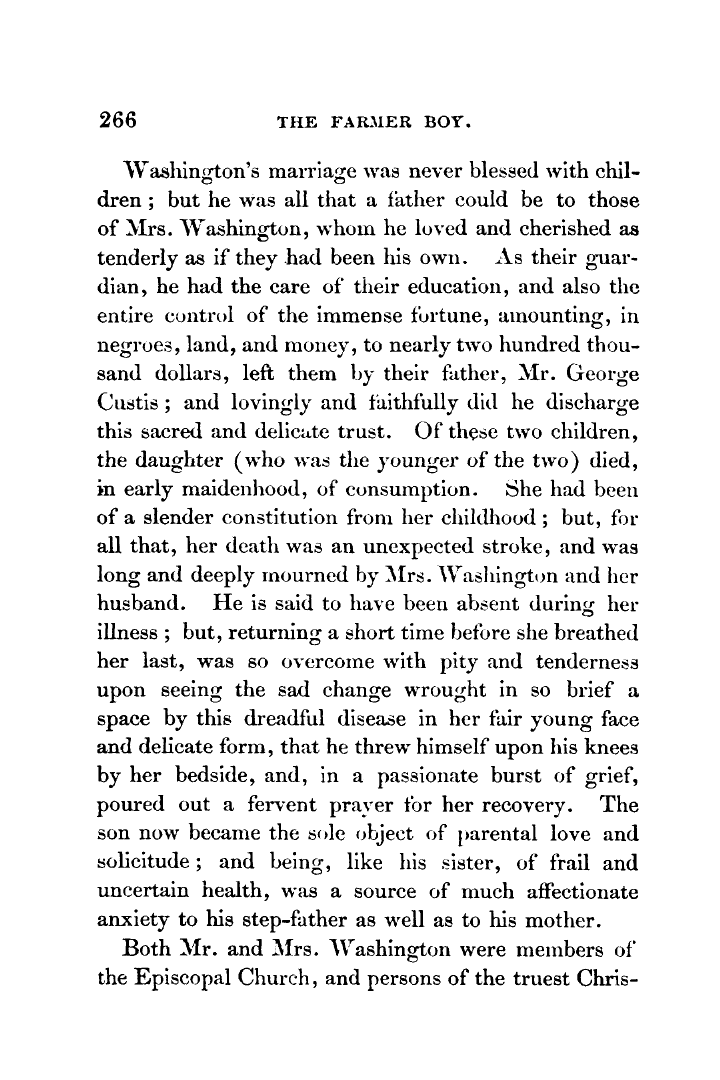 266 THE FARMER BOY.
Washington's marriage was never blessed with chil-
dren ; but he was all that a father could be to those
of Mrs. Washington, whom he loved and cherished as
tenderly as if they had been his own. As their guar-
dian, he had the care of their education, and also the
entire control of the immense fortune, amounting, in
negroes, land, and money, to nearly two hundred thou-
sand dollars, left them by their father, Mr. George
Custis ; and lovingly and faithfully did he discharge
this sacred and delicate trust. Of these two children,
the daughter (who was the younger of the two) died,
in early maidenhood, of consumption. She had been
of a slender constitution from her childhood ; but, for
all that, her death was an unexpected stroke, and was
long and deeply mourned by Mrs. Washington and her
husband. He is said to have been absent during her
illness ; but, returning a short time before she breathed
her last, was so overcome with pity and tenderness
upon seeing the sad change wrought in so brief a
space by this dreadful disease in her fair young face
and delicate form, that he threw himself upon his knees
by her bedside, and, in a passionate burst of grief,
poured out a fervent prayer for her recovery. The
son now became the sole object of parental love and
solicitude ; and being, like his sister, of frail and
uncertain health, was a source of much affectionate
anxiety to his step-father as well as to his mother.
Both Mr. and Mrs. Washington were members of
the Episcopal Church, and persons of the truest Chris-